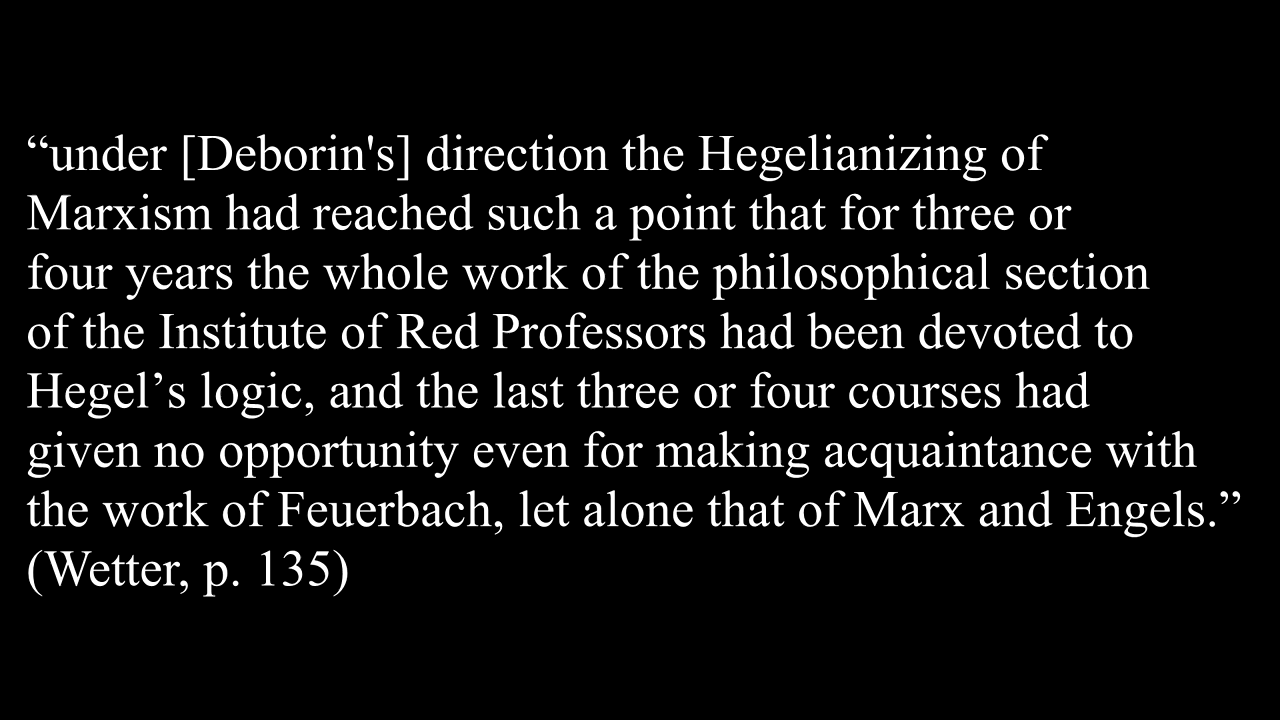 “under [Deborin's] direction the Hegelianizing of
Marxism had reached such a point that for three or
four years the whole work of the philosophical section
of the Institute of Red Professors had been devoted to
Hegel’s logic, and the last three or four courses had
given no opportunity even for making acquaintance with
the work of Feuerbach, let alone that of Marx and Engels.”
(Wetter, p. 135)